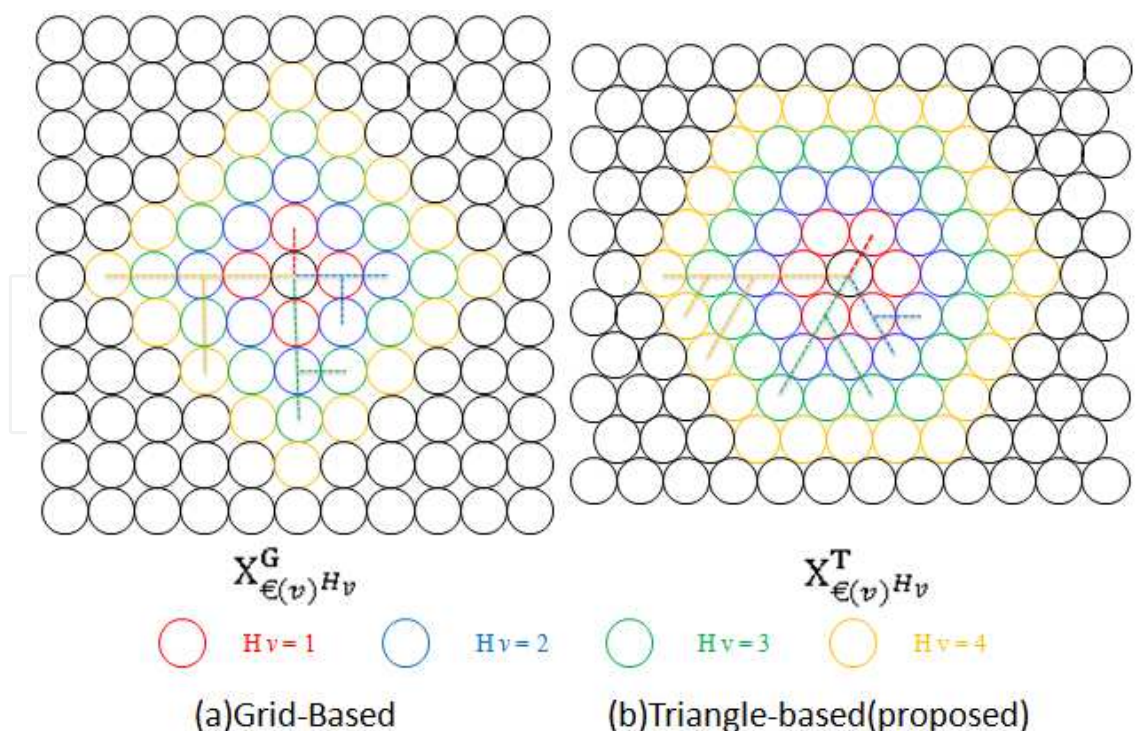 X^G_€(v)^H_v X^T_€(v)^H_v
H v = 1 H v = 2 H v = 3 H v = 4
(a)Grid-Based (b)Triangle-based(proposed)